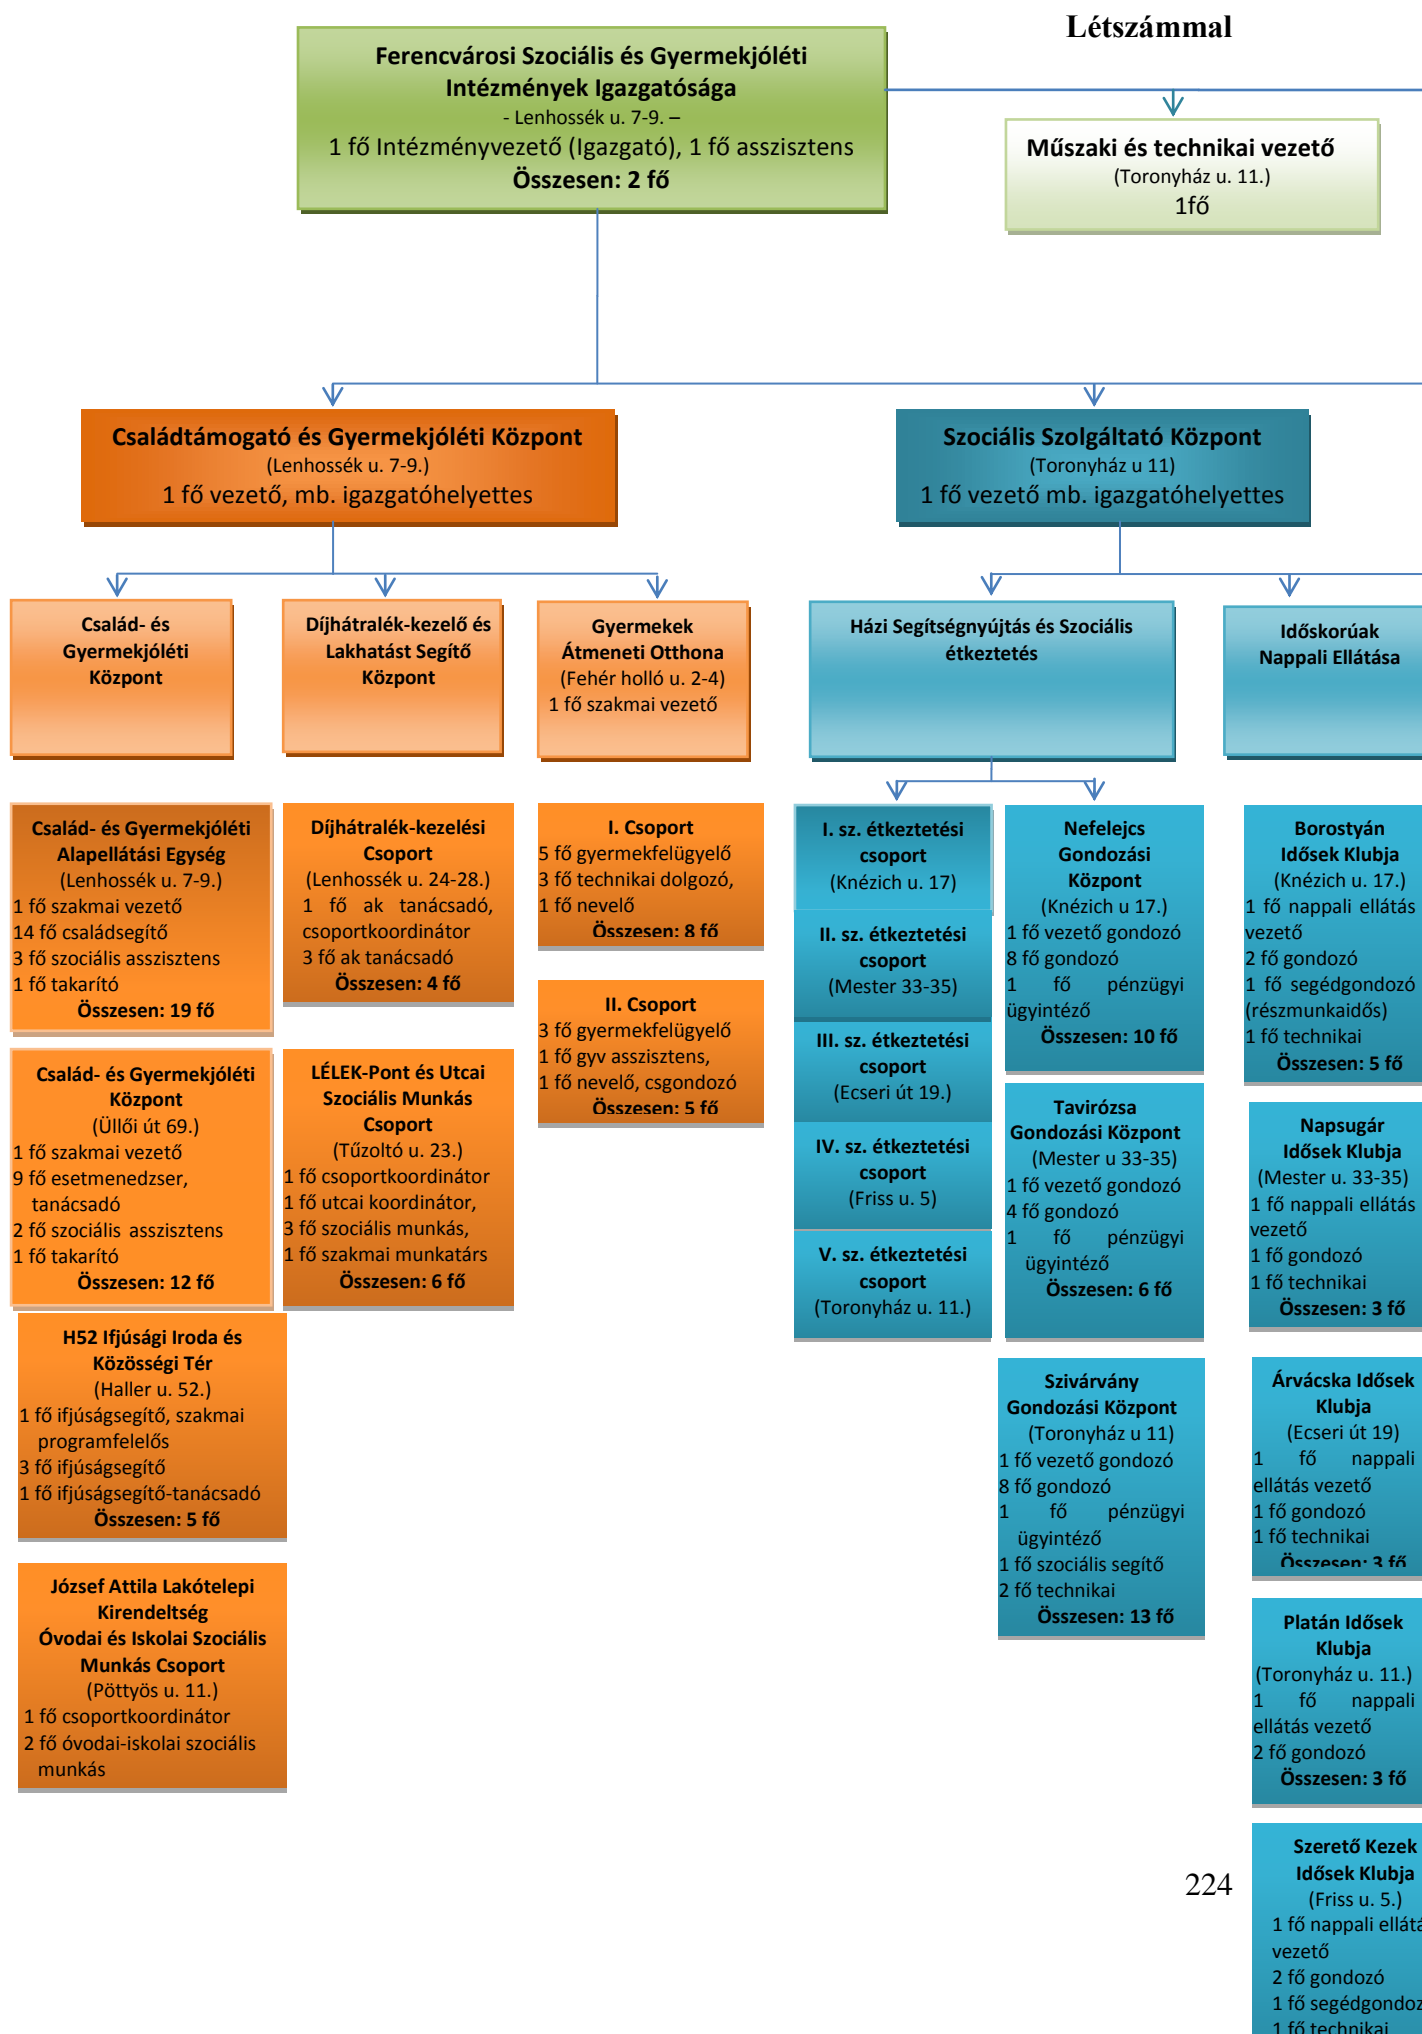 Létszámmal
Ferencvárosi Szociális és Gyermekjóléti
Intézmények Igazgatósága
- Lenhossék u. 7-9. –
1 fő Intézményvezető (Igazgató), 1 fő asszisztens
Összesen: 2 fő
Műszaki és technikai vezető
(Toronyház u. 11.)
1fő
Családtámogató és Gyermekjóléti Központ
(Lenhossék u. 7-9.)
1 fő vezető, mb. igazgatóhelyettes
Szociális Szolgáltató Központ
(Toronyház u 11)
1 fő vezető mb. igazgatóhelyettes
Család- és
Gyermekjóléti
Központ
Díjhátralék-kezelő és
Lakhatást Segítő
Központ
Gyermekek
Átmeneti Otthona
(Fehér holló u. 2-4)
1 fő szakmai vezető
Házi Segítségnyújtás és Szociális
étkeztetés
Időskorúak
Nappali Ellátása
Család- és Gyermekjóléti
Alapellátási Egység
(Lenhossék u. 7-9.)
1 fő szakmai vezető
14 fő családsegítő
3 fő szociális asszisztens
1 fő takarító
Összesen: 19 fő
Család- és Gyermekjóléti
Központ
(Üllői út 69.)
1 fő szakmai vezető
9 fő esetmenedzser,
tanácsadó
2 fő szociális asszisztens
1 fő takarító
Összesen: 12 fő
H52 Ifjúsági Iroda és
Közösségi Tér
(Haller u. 52.)
1 fő ifjúságsegítő, szakmai
programfelelős
3 fő ifjúságsegítő
1 fő ifjúságsegítő-tanácsadó
Összesen: 5 fő
József Attila Lakótelepi
Kirendeltség
Óvodai és Iskolai Szociális
Munkás Csoport
(Pöttyös u. 11.)
1 fő csoportkoordinátor
2 fő óvodai-iskolai szociális
munkás
Díjhátralék-kezelési
Csoport
(Lenhossék u. 24-28.)
1 fő ak tanácsadó,
csoportkoordinátor
3 fő ak tanácsadó
Összesen: 4 fő
LÉLEK-Pont és Utcai
Szociális Munkás
Csoport
(Tűzoltó u. 23.)
1 fő csoportkoordinátor
1 fő utcai koordinátor,
3 fő szociális munkás,
1 fő szakmai munkatárs
Összesen: 6 fő
I. Csoport
5 fő gyermekfelügyelő
3 fő technikai dolgozó,
1 fő nevelő
Összesen: 8 fő
II. Csoport
3 fő gyermekfelügyelő
1 fő gyv asszisztens,
1 fő nevelő, csgondozó
Összesen: 5 fő
I. sz. étkeztetési
csoport
(Knézich u. 17)
II. sz. étkeztetési
csoport
(Mester 33-35)
III. sz. étkeztetési
csoport
(Ecseri út 19.)
IV. sz. étkeztetési
csoport
(Friss u. 5)
V. sz. étkeztetési
csoport
(Toronyház u. 11.)
Nefelejcs
Gondozási
Központ
(Knézich u 17.)
1 fő vezető gondozó
8 fő gondozó
1 fő pénzügyi
ügyintéző
Összesen: 10 fő
Tavirózsa
Gondozási Központ
(Mester u 33-35)
1 fő vezető gondozó
4 fő gondozó
1 fő pénzügyi
ügyintéző
Összesen: 6 fő
Szivárvány
Gondozási Központ
(Toronyház u 11)
1 fő vezető gondozó
8 fő gondozó
1 fő pénzügyi
ügyintéző
1 fő szociális segítő
2 fő technikai
Összesen: 13 fő
Borostyán
Idősek Klubja
(Knézich u. 17.)
1 fő nappali ellátás
vezető
2 fő gondozó
1 fő segédgondozó
(részmunkaidős)
1 fő technikai
Összesen: 5 fő
Napsugár
Idősek Klubja
(Mester u. 33-35)
1 fő nappali ellátás
vezető
1 fő gondozó
1 fő technikai
Összesen: 3 fő
Árvácska Idősek
Klubja
(Ecseri út 19)
1 fő nappali
ellátás vezető
1 fő gondozó
1 fő technikai
Összesen: 3 fő
Platán Idősek
Klubja
(Toronyház u. 11.)
1 fő nappali
ellátás vezető
2 fő gondozó
Összesen: 3 fő
Szerető Kezek
Idősek Klubja
(Friss u. 5.)
1 fő nappali
vezető
2 fő gondozó
1 fő
1 fő technikai
224